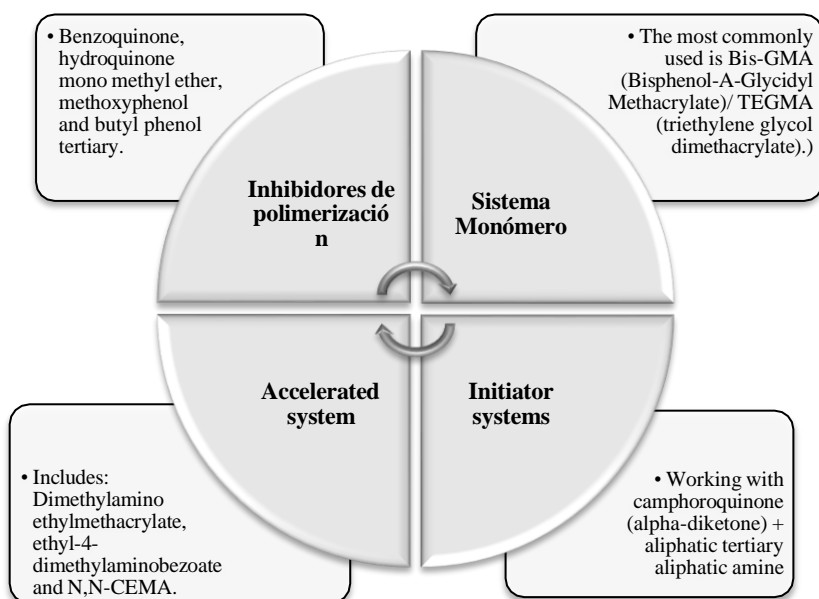 • Benzoquinone,
hydroquinone
mono methyl ether,
methoxyphenol
and butyl phenol
tertiary.
• The most commonly
used is Bis-GMA
(Bisphenol-A-Glycidyl
Methacrylate)/ TEGMA
(triethylene glycol
dimethacrylate).)
Inhibidores de
polimerizació
n
Sistema
Monómero
Accelerated
system
Initiator
systems
• Includes:
Dimethylamino
ethylmethacrylate,
ethyl-4-
dimethylaminobezoate
and N,N-CEMA.
• Working with
camphoroquinone
(alpha-diketone) +
aliphatic tertiary
aliphatic amine